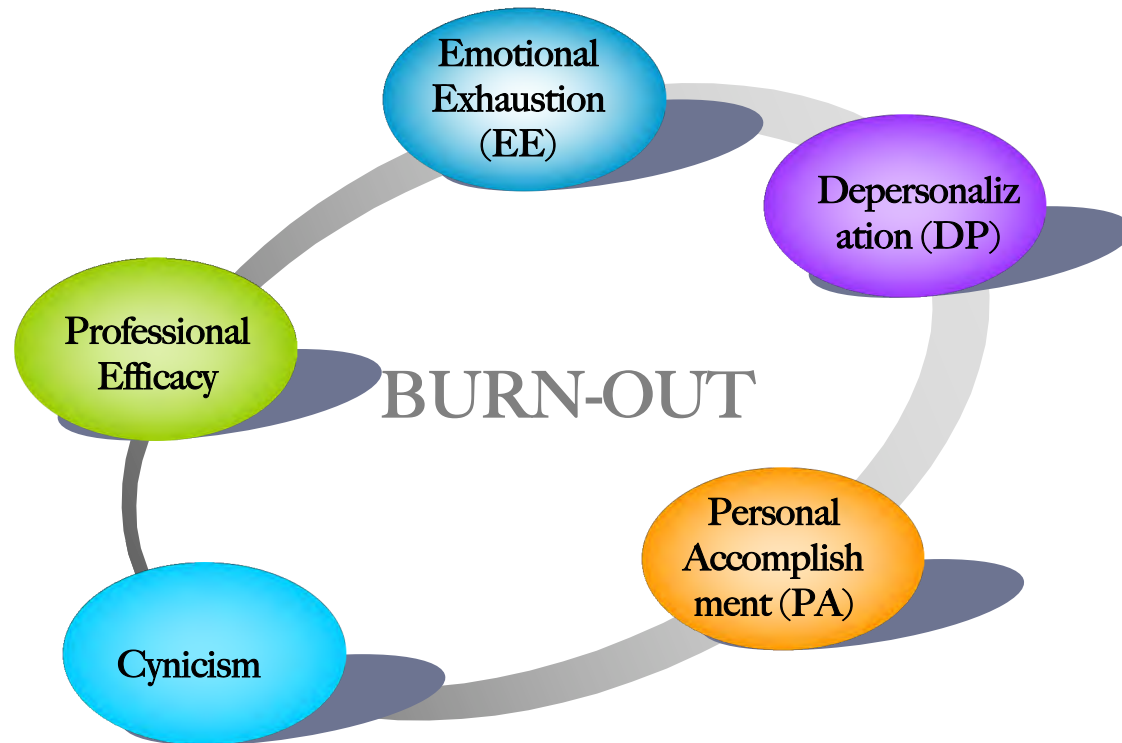 Emotional
Exhaustion
(EE)
Depersonaliz
ation (DP)
Professional
Efficacy
BURN-OUT
Personal
Accomplish
ment (PA)
Cynicism